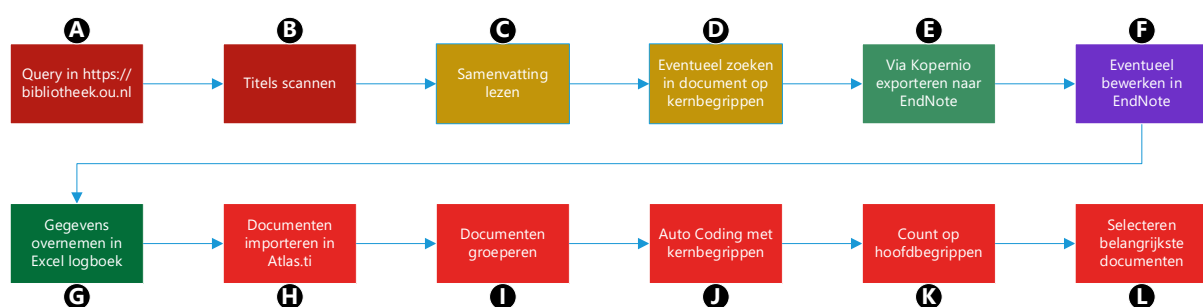 A
B
C
D
E
F
Query in https://
bibliotheek.ou.nl
Titels scannen
Samenvatting
lezen
Eventueel zoeken
in document op
kernbegrippen
Via Kopernio
exporteren naar
EndNote
Eventueel
bewerken in
EndNote
Gegevens
overnemen in
Excel logboek
Documenten
importeren in
Atlas.ti
Documenten
groeperen
Auto Coding met
kernbegrippen
Count op
hoofdbegrippen
Selecteren
belangrijkste
documenten
G
H
I
J
K
L